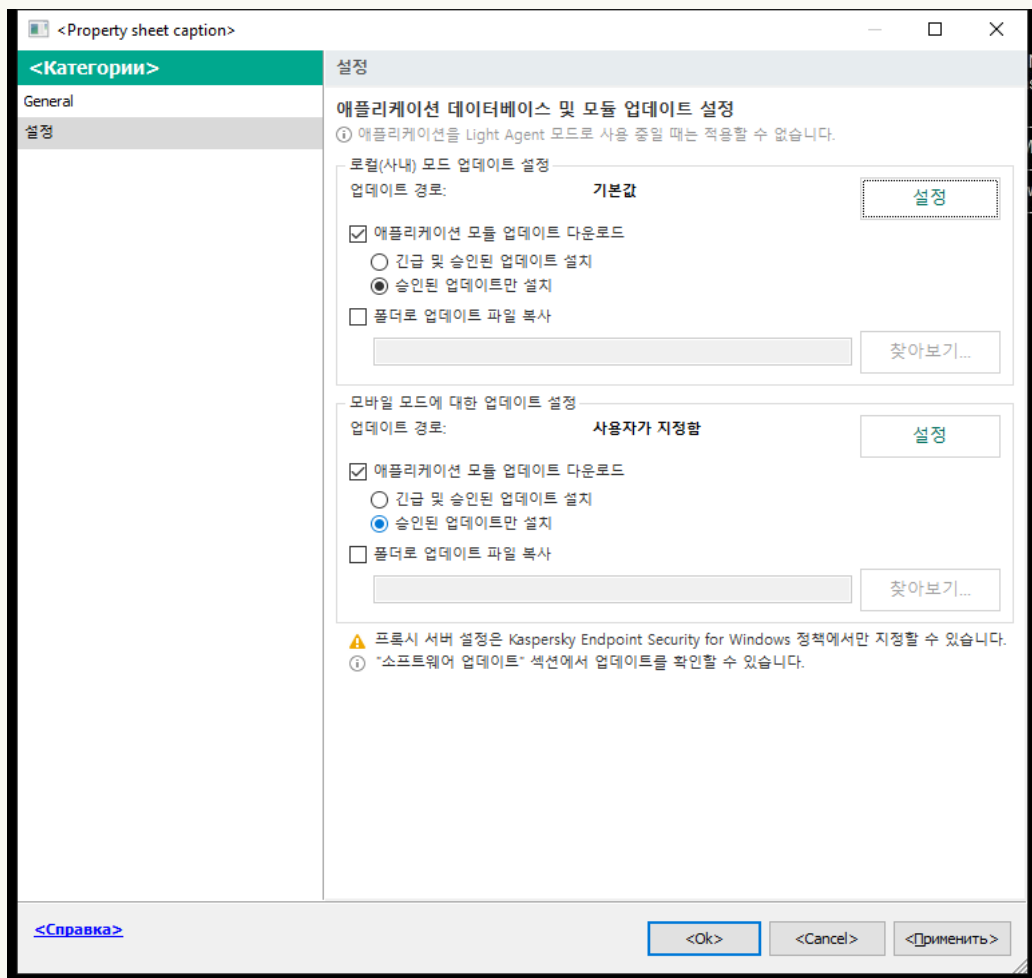 <Property sheet caption>
<Категории>
General
설정
설정
애플리케이션 데이터베이스 및 모듈 업데이트 설정
애플리케이션을 Light Agent 모드로 사용 중일 때는 적용할 수 없습니다.
로컬(사내) 모드 업데이트 설정
업데이트 경로: 기본값 설정
애플리케이션 모듈 업데이트 다운로드
긴급 및 승인된 업데이트 설치
승인된 업데이트만 설치
폴더로 업데이트 파일 복사
찾아보기...
모바일 모드에 대한 업데이트 설정
업데이트 경로: 사용자가 지정함 설정
애플리케이션 모듈 업데이트 다운로드
긴급 및 승인된 업데이트 설치
승인된 업데이트만 설치
폴더로 업데이트 파일 복사
찾아보기...
프록시 서버 설정은 Kaspersky Endpoint Security for Windows 정책에서만 지정할 수 있습니다.
"소프트웨어 업데이트" 섹션에서 업데이트를 확인할 수 있습니다.
<Справка>
<Ok> <Cancel> <Применить>